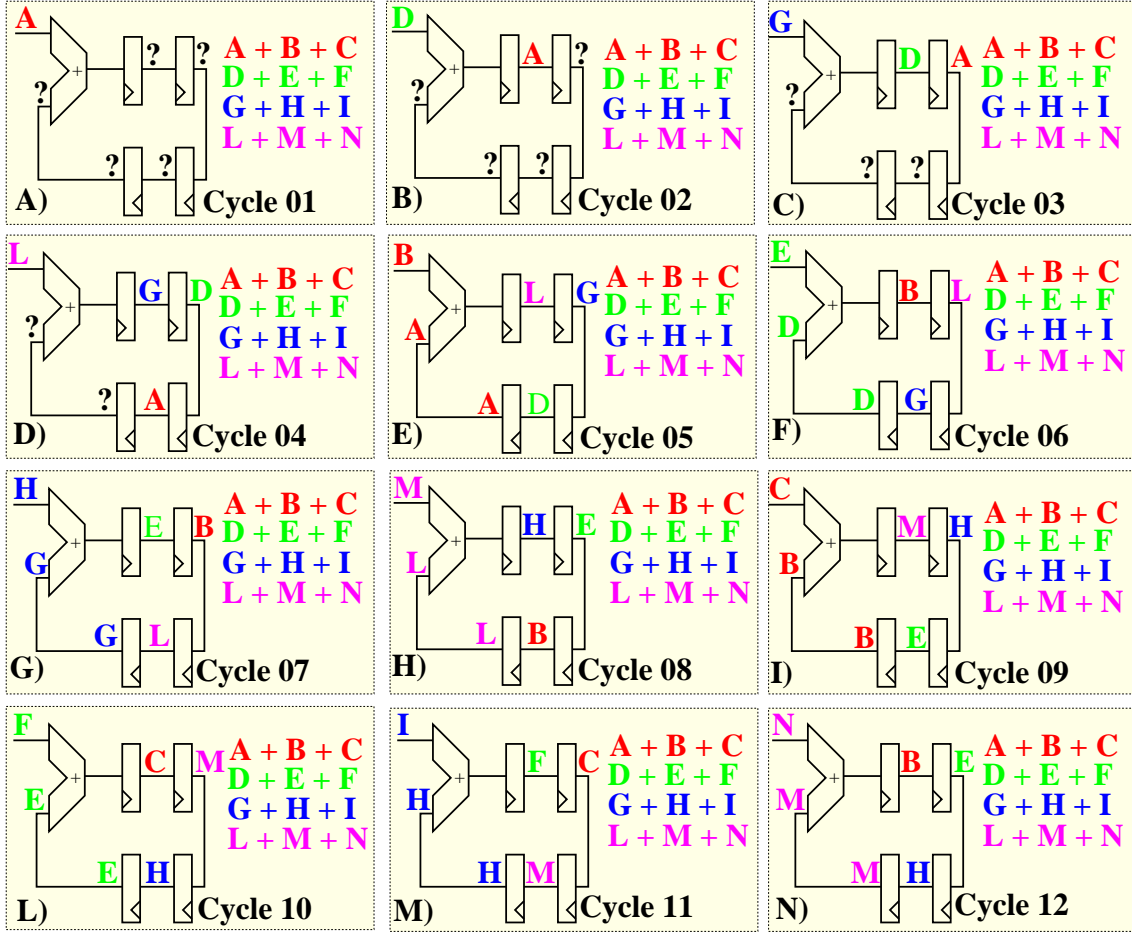 A
+
? ?
A + B + C
D + E + F
G + H + I
L + M + N
?
? ?
A) Cycle 01
D
+
A ?
A + B + C
D + E + F
G + H + I
L + M + N
?
? ?
B) Cycle 02
G
+
D A
A + B + C
D + E + F
G + H + I
L + M + N
?
? ?
C) Cycle 03
L
+
G D
A + B + C
D + E + F
G + H + I
L + M + N
?
? A
D) Cycle 04
B
+
L G
A + B + C
D + E + F
G + H + I
L + M + N
A
A D
E) Cycle 05
E
+
B L
A + B + C
D + E + F
G + H + I
L + M + N
D
D G
F) Cycle 06
H
+
E B
A + B + C
D + E + F
G + H + I
L + M + N
G
G L
G) Cycle 07
M
+
H E
A + B + C
D + E + F
G + H + I
L + M + N
L
L B
H) Cycle 08
C
+
M H
A + B + C
D + E + F
G + H + I
L + M + N
B
B E
I) Cycle 09
F
+
C M
A + B + C
D + E + F
G + H + I
L + M + N
E
E H
L) Cycle 10
I
+
F C
A + B + C
D + E + F
G + H + I
L + M + N
H
H M
M) Cycle 11
N
+
B E
A + B + C
D + E + F
G + H + I
L + M + N
M
M H
N) Cycle 12